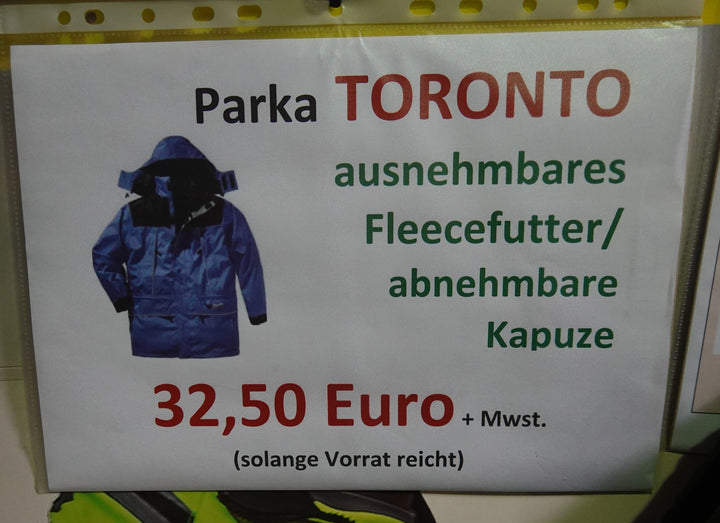 Parka TORONTO
ausnehmbares
Fleecefutter/
abnehmbare
Kapuze
32,50 Euro + Mwst.
(solange Vorrat reicht)